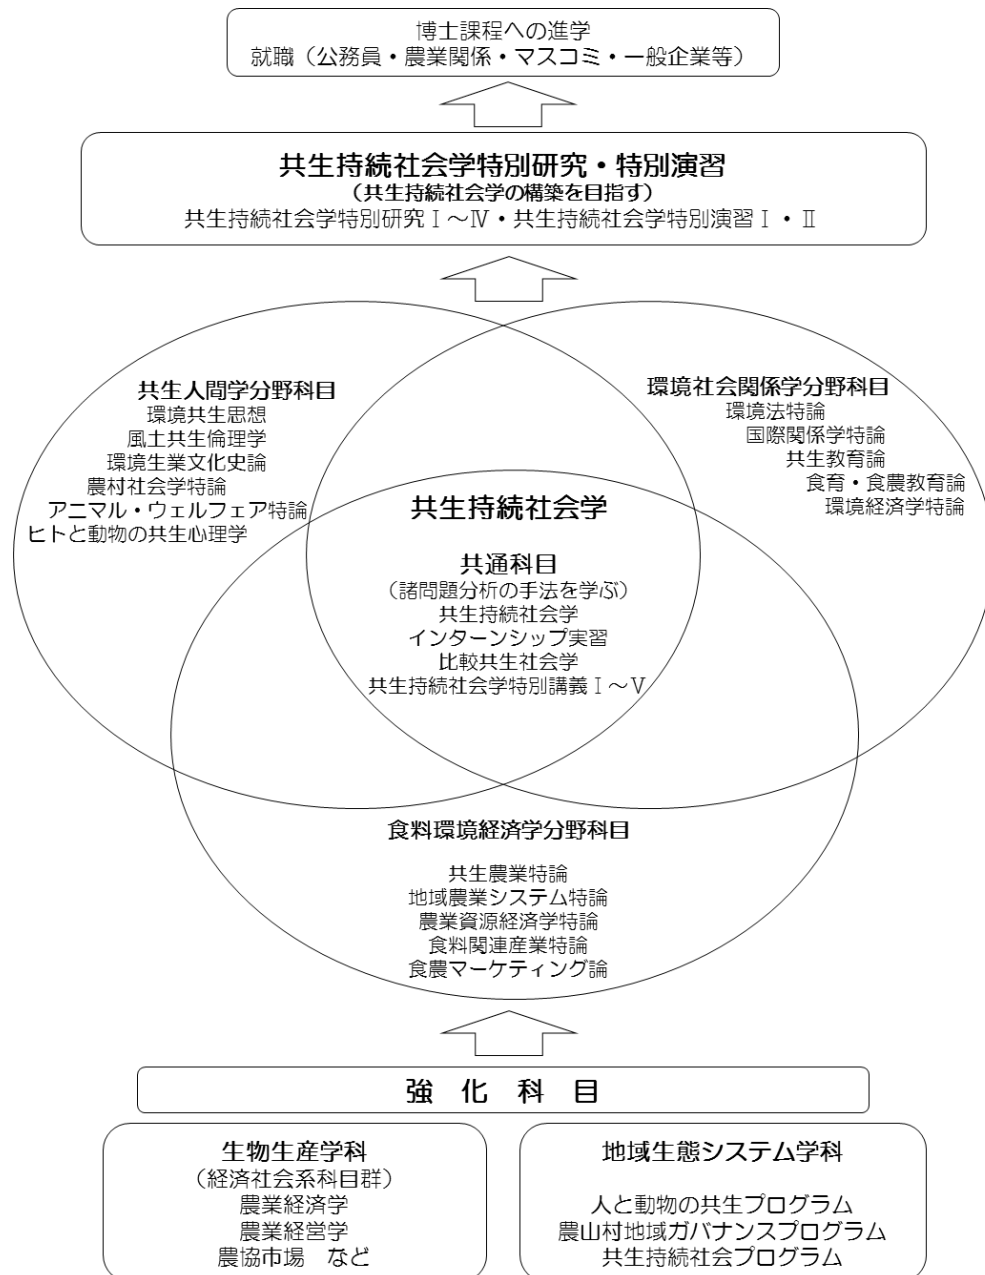 博士課程への進学
就職（公務員・農業関係・マスコミ・一般企業等）
共生持続社会学特別研究・特別演習
（共生持続社会学の構築を目指す）
共生持続社会学特別研究Ⅰ～Ⅳ・共生持続社会学特別演習Ⅰ・Ⅱ
共生人間学分野科目
環境共生思想
風土共生倫理学
環境生業文化史論
農村社会学特論
アニマル・ウェルフェア特論
ヒトと動物の共生心理学
環境社会関係学分野科目
環境法特論
国際関係学特論
共生教育論
食育・食農教育論
環境経済学特論
共生持続社会学
共通科目
（諸問題分析の手法を学ぶ）
共生持続社会学
インターンシップ実習
比較共生社会学
共生持続社会学特別講義Ⅰ～Ⅴ
食料環境経済学分野科目
共生農業特論
地域農業システム特論
農業資源経済学特論
食料関連産業特論
食農マーケティング論
強　化　科　目
生物生産学科
（経済社会系科目群）
農業経済学
農業経営学
農協市場　など
地域生態システム学科
人と動物の共生プログラム
農山村地域ガバナンスプログラム
共生持続社会プログラム